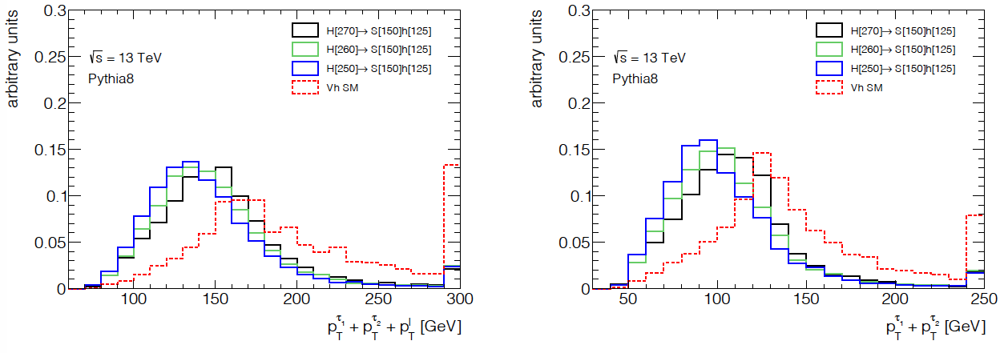 arbitrary units
0.3
0.25
0.2
0.15
0.1
0.05
0
√s = 13 TeV
Pythia8
H[270]→ S[150]h[125]
H[260]→ S[150]h[125]
H[250]→ S[150]h[125]
Vh SM
100 150 200 250 300
p_T^τ₁ + p_T^τ₂ + p_T^l [GeV]
arbitrary units
0.3
0.25
0.2
0.15
0.1
0.05
0
√s = 13 TeV
Pythia8
H[270]→ S[150]h[125]
H[260]→ S[150]h[125]
H[250]→ S[150]h[125]
Vh SM
50 100 150 200 250
p_T^τ₁ + p_T^τ₂ [GeV]